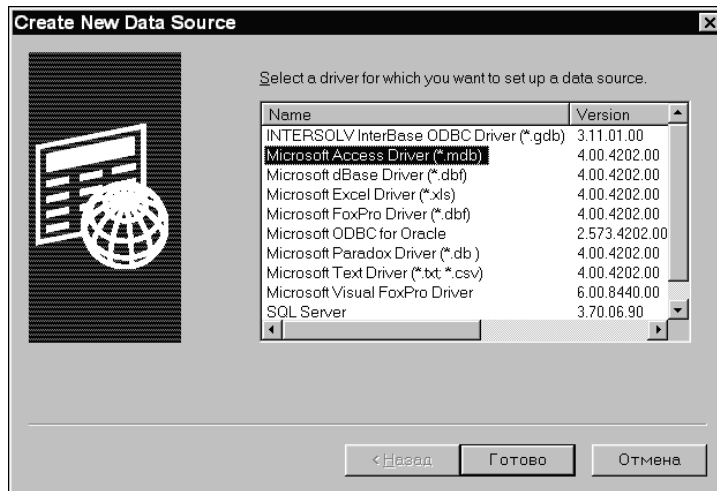 Create New Data Source
Select a driver for which you want to set up a data source.
Name Version
INTERSOLV InterBase ODBC Driver (*.gdb) 3.11.01.00
Microsoft Access Driver (*.mdb) 4.00.4202.00
Microsoft dBase Driver (*.dbf) 4.00.4202.00
Microsoft Excel Driver (*.xls) 4.00.4202.00
Microsoft FoxPro Driver (*.dbf) 4.00.4202.00
Microsoft ODBC for Oracle 2.573.4202.00
Microsoft Paradox Driver (*.db ) 4.00.4202.00
Microsoft Text Driver (*.txt; *.csv) 4.00.4202.00
Microsoft Visual FoxPro Driver 6.00.8440.00
SQL Server 3.70.06.90
< Назад Готово Отмена